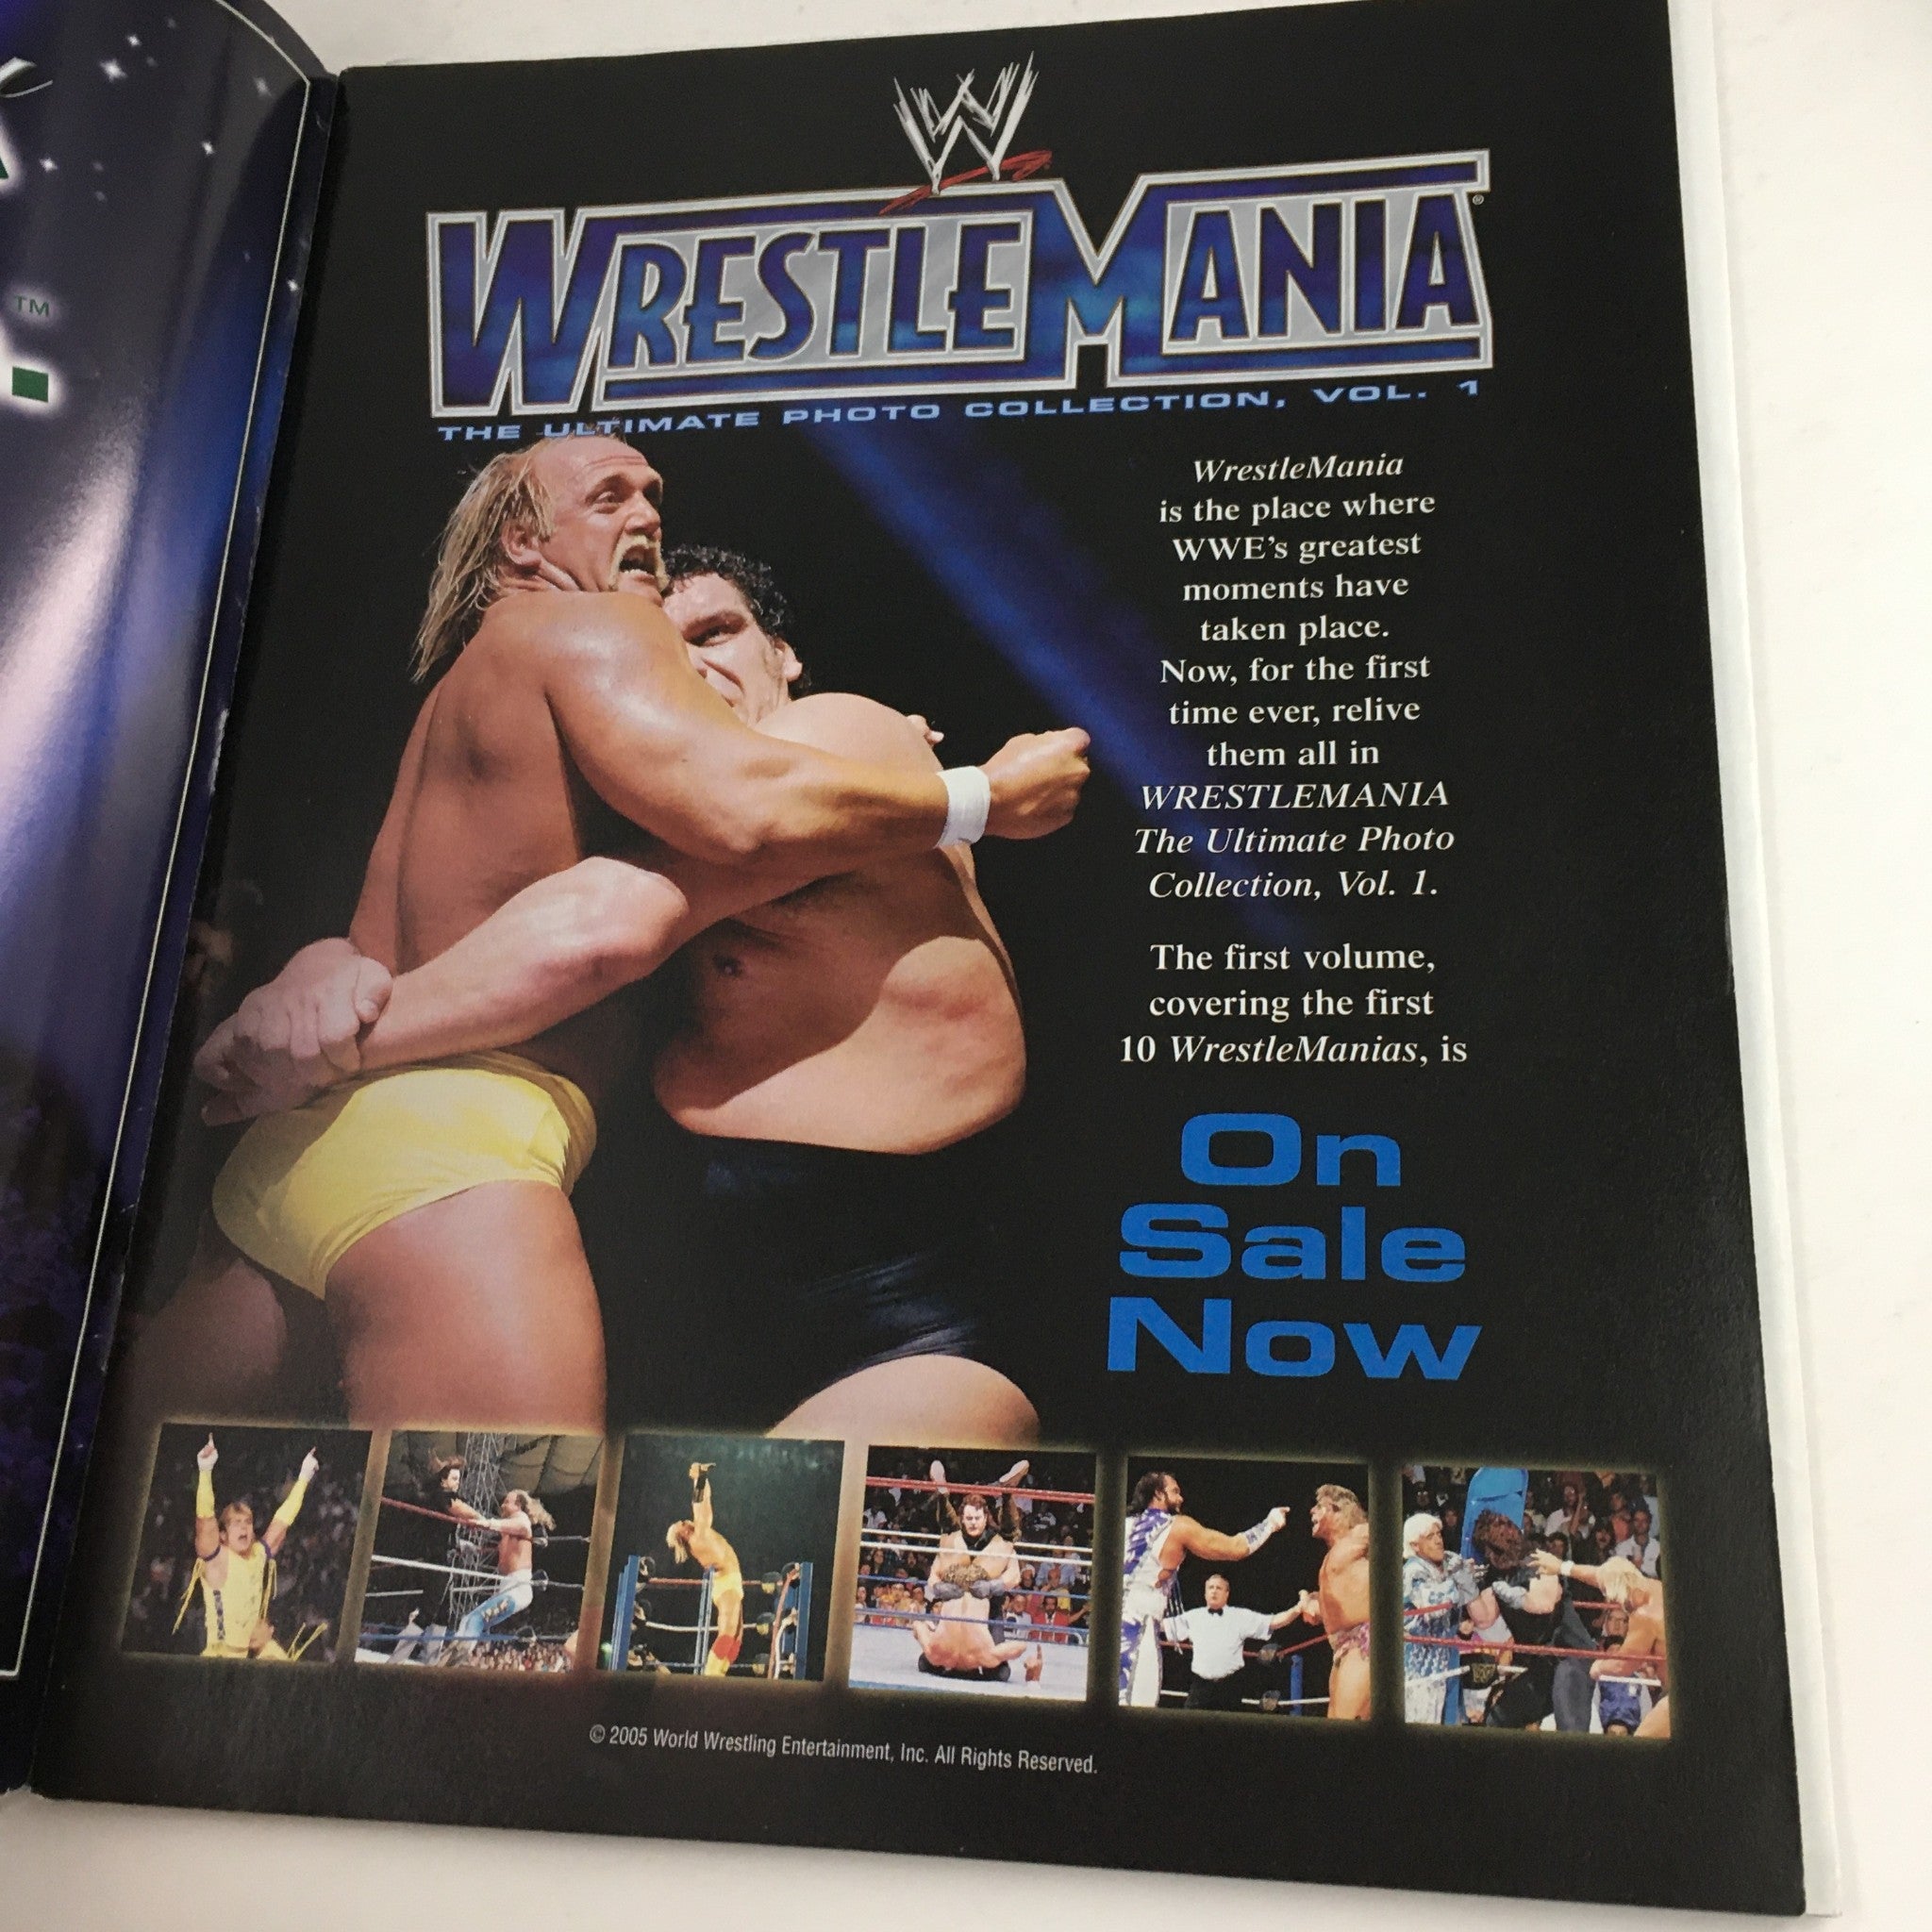 WRESTLEMANIA®
THE ULTIMATE PHOTO COLLECTION, VOL. 1
WrestleMania
is the place where
WWE's greatest
moments have
taken place.
Now, for the first
time ever, relive
them all in
WRESTLEMANIA
The Ultimate Photo
Collection, Vol. 1.
The first volume,
covering the first
10 WrestleManias, is
On
Sale
Now
© 2005 World Wrestling Entertainment, Inc. All Rights Reserved.
TM